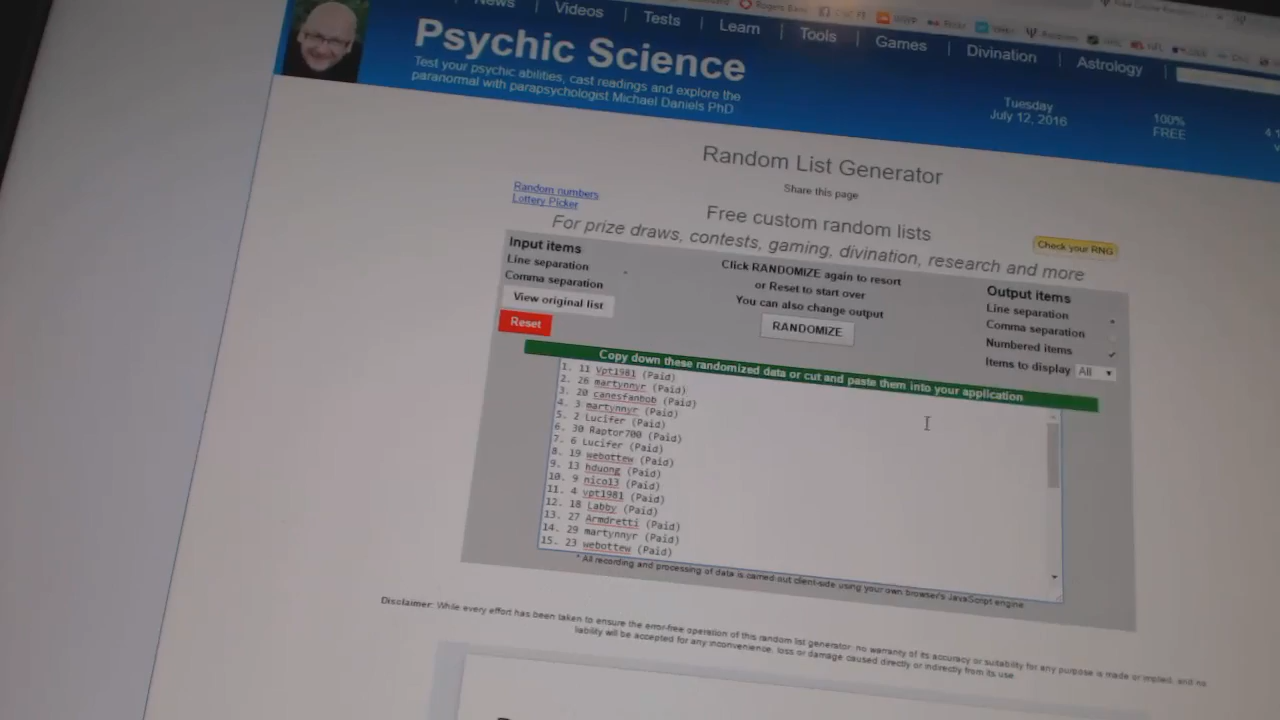 News Videos Tests Learn Tools Games Divination Astrology
Psychic Science
Test your psychic abilities, cast readings and explore the
paranormal with parapsychologist Michael Daniels PhD
Tuesday
July 12, 2016
100%
FREE
Random List Generator
Share this page
Random numbers
Lottery Picker
Free custom random lists
For prize draws, contests, gaming, divination, research and more
Check your RNG
Input items
Line separation
Comma separation
View original list
Reset
Click RANDOMIZE again to resort
or Reset to start over
You can also change output
RANDOMIZE
Output items
Line separation
Comma separation
Numbered items
Items to display All
Copy down these randomized data or cut and paste them into your application
1. 11 Vpt1981 (Paid)
2. 26 martynnyr (Paid)
3. 20 canesfanbob (Paid)
4. 3 martynnyr (Paid)
5. 2 Lucifer (Paid)
6. 30 Raptor700 (Paid)
7. 6 Lucifer (Paid)
8. 19 webottew (Paid)
9. 13 hduong (Paid)
10. 9 nico13 (Paid)
11. 4 vpt1981 (Paid)
12. 18 Labby (Paid)
13. 27 Armdretti (Paid)
14. 29 martynnyr (Paid)
15. 23 webottew (Paid)
* All recording and processing of data is carried out client-side using your own browser's JavaScript engine
Disclaimer: While every effort has been taken to ensure the error-free operation of this random list generator, no warranty of its accuracy or suitability for any purpose is made or implied, and no
liability will be accepted for any inconvenience, loss or damage caused directly or indirectly from its use.